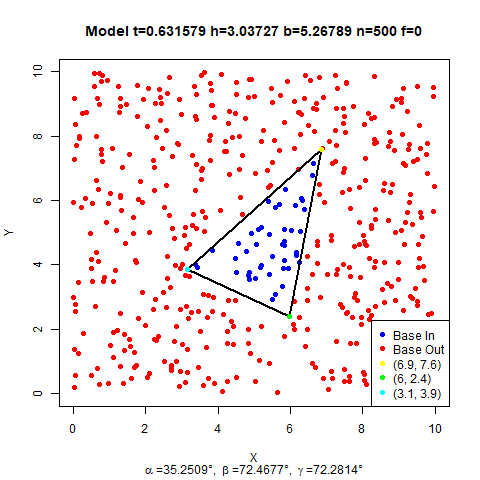 Model t=0.631579 h=3.03727 b=5.26789 n=500 f=0
10
8
6
4
2
0
Y
Base In
Base Out
(6.9, 7.6)
(6, 2.4)
(3.1, 3.9)
0 2 4 6 8 10
X
α=35.2509°, β=72.4677°, γ=72.2814°